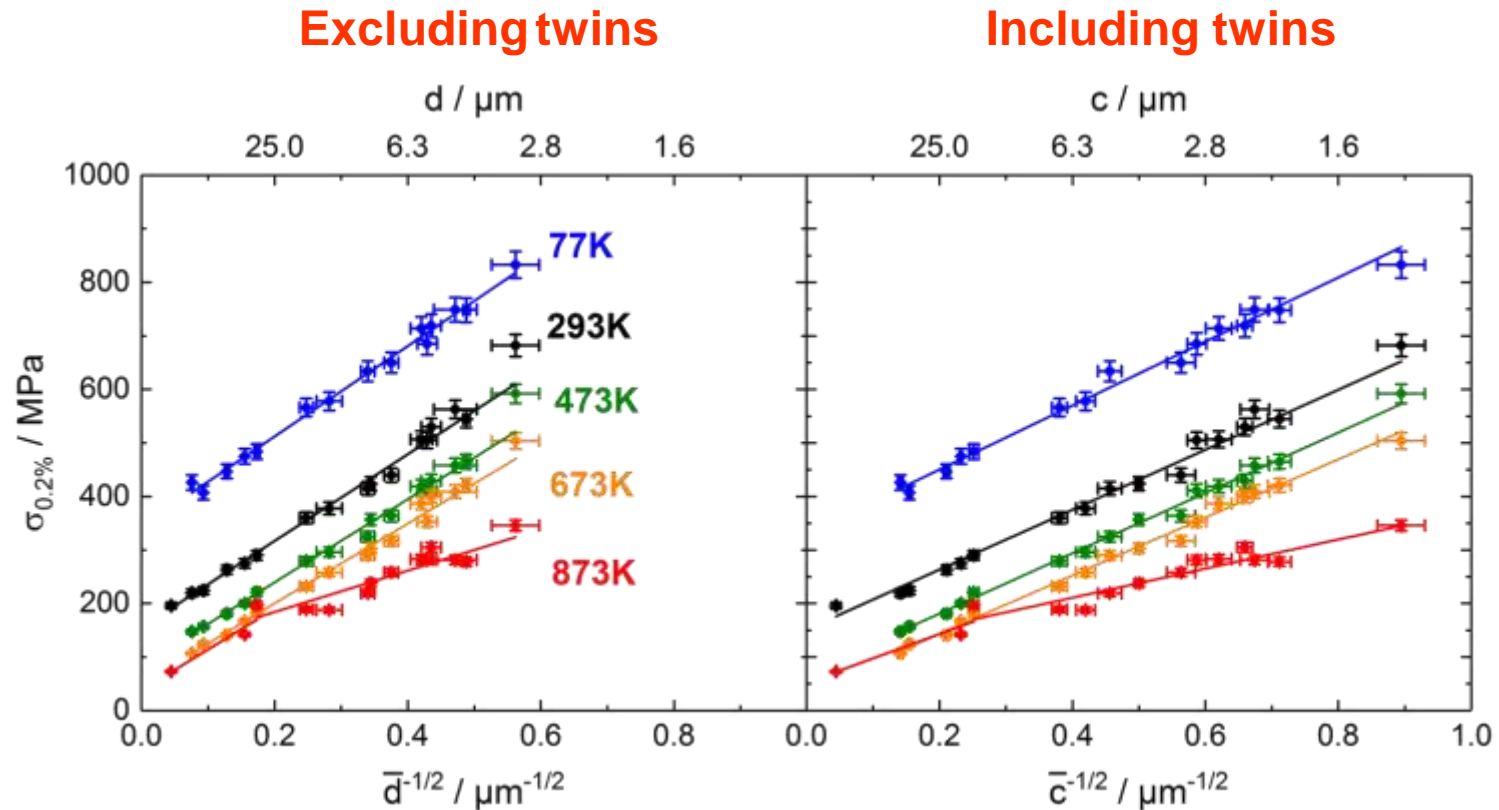 Excluding twins
Including twins
d / μm
c / μm
25.0 6.3 2.8 1.6
25.0 6.3 2.8 1.6
1000
800
600
400
200
0
σ0.2% / MPa
77K
293K
473K
673K
873K
0.0 0.2 0.4 0.6 0.8
0.0 0.2 0.4 0.6 0.8 1.0
d̅-1/2 / μm-1/2
c̅-1/2 / μm-1/2